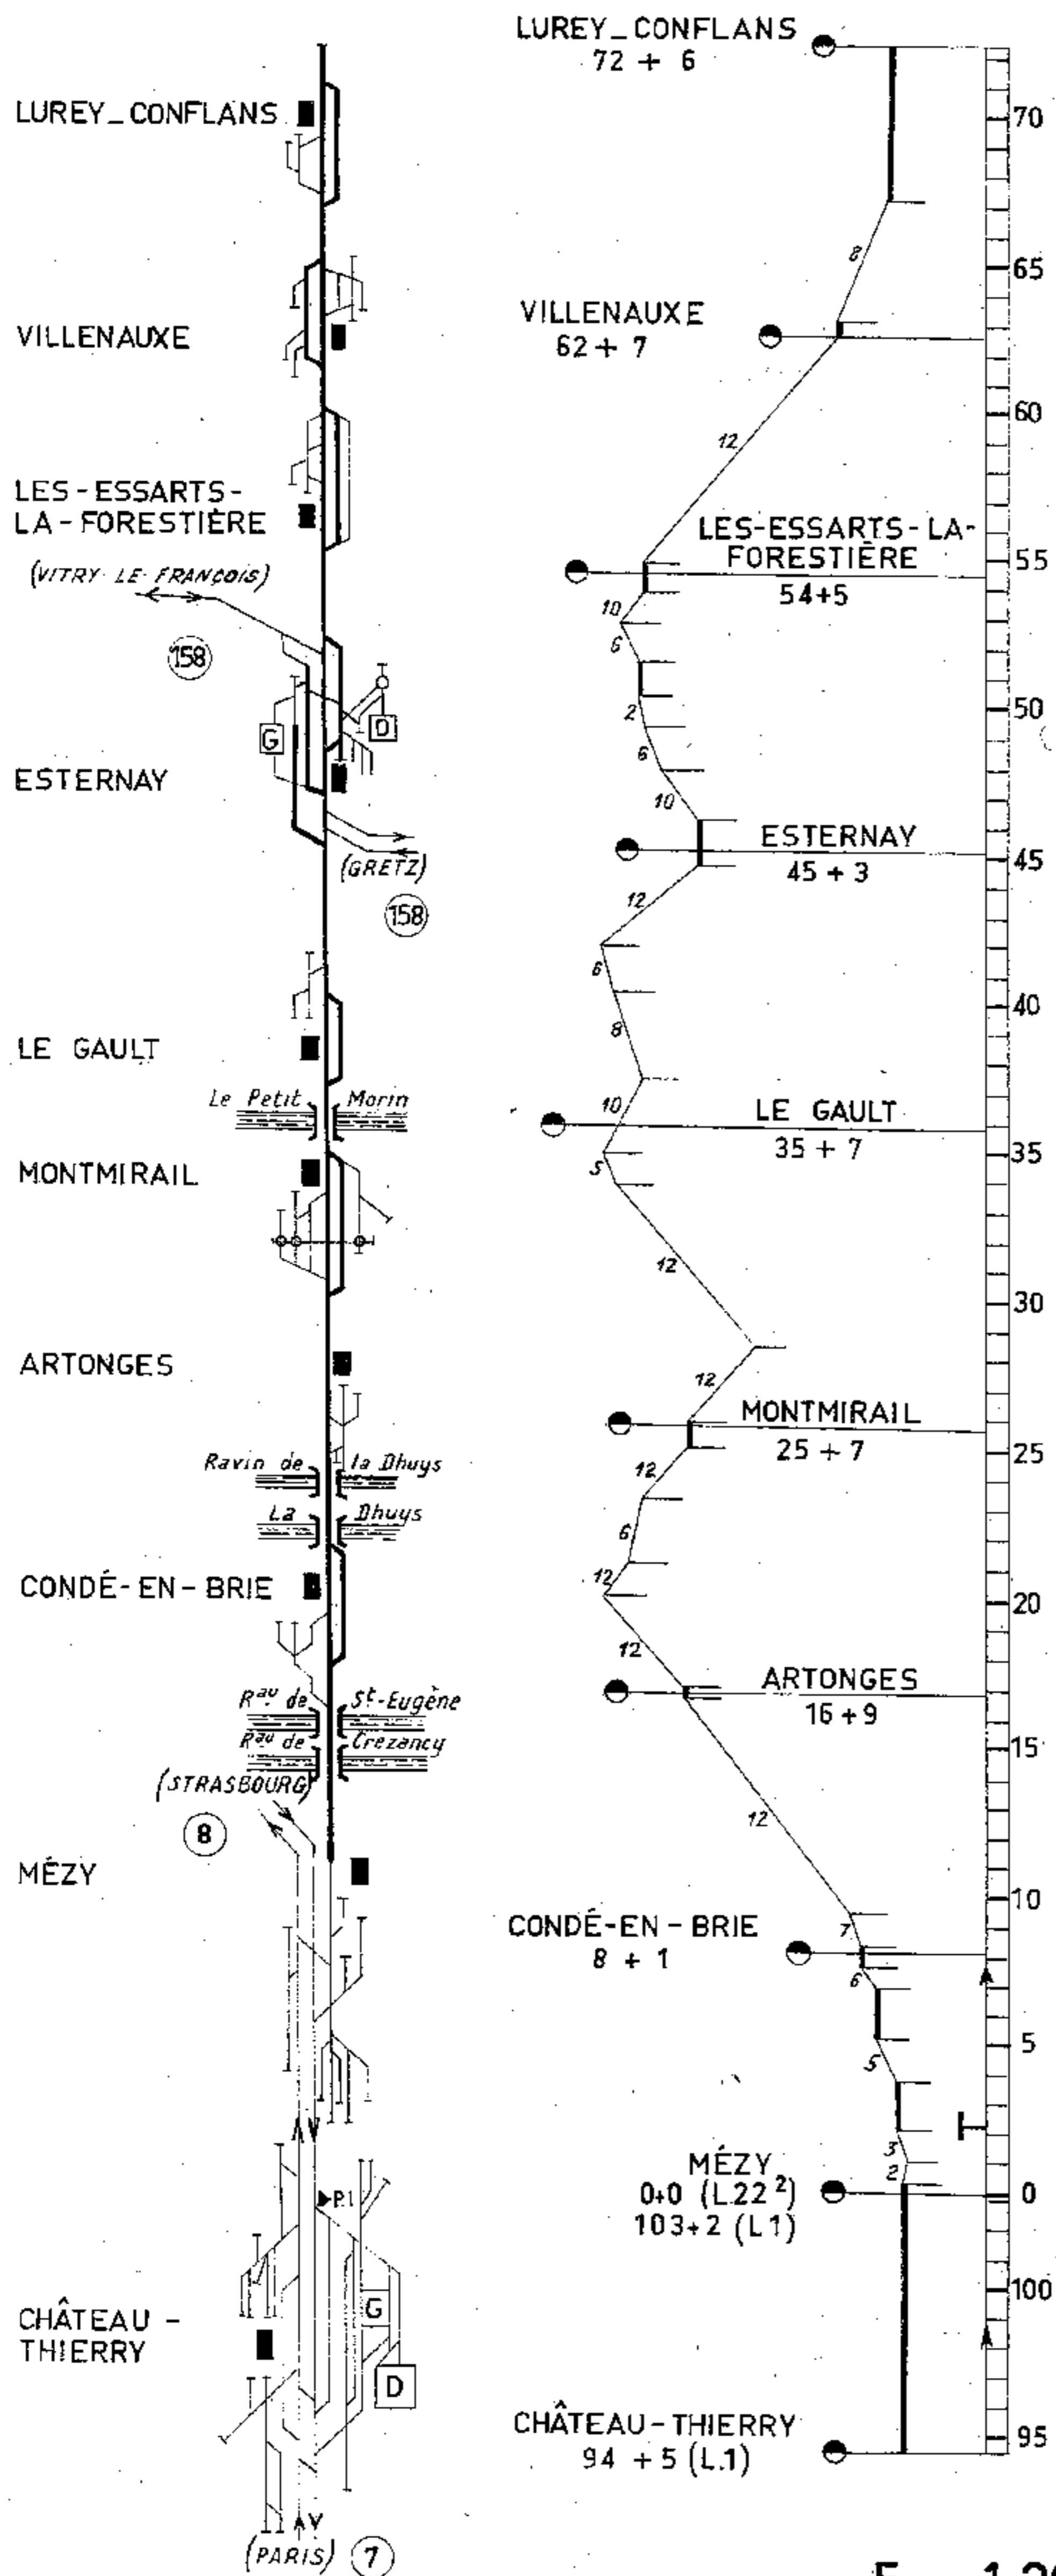 LUREY_CONFLANS
VILLENAUXE
LES-ESSARTS-
LA-FORESTIÈRE
(VITRY-LE-FRANÇOIS)
158
G
D
ESTERNAY
(GRETZ)
158
LE GAULT
Le Petit Morin
MONTMIRAIL
ARTONGES
Ravin de la Dhuys
La Dhuys
CONDÉ-EN-BRIE
Rau de St-Eugène
Rau de Crezancy
(STRASBOURG)
8
MÉZY
P.1
G
CHÂTEAU-
THIERRY
D
(PARIS) 7
LUREY_CONFLANS
72 + 6
8
VILLENAUXE
62 + 7
12
LES-ESSARTS-LA-
FORESTIÈRE
54+5
10
6
2
6
10
ESTERNAY
45 + 3
12
6
8
10
LE GAULT
35 + 7
5
12
12
MONTMIRAIL
25 + 7
12
6
12
12
ARTONGES
16+9
12
CONDÉ-EN-BRIE
8 + 1
7
6
5
3
2
MÉZY
0+0 (L.22²)
103+2 (L1)
CHÂTEAU-THIERRY
94 + 5 (L.1)
70
65
60
55
50
45
40
35
30
25
20
15
10
5
0
100
95